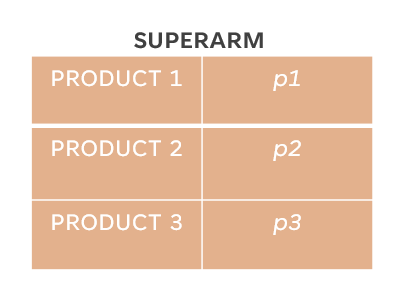 SUPERARM
PRODUCT 1 p1
PRODUCT 2 p2
PRODUCT 3 p3